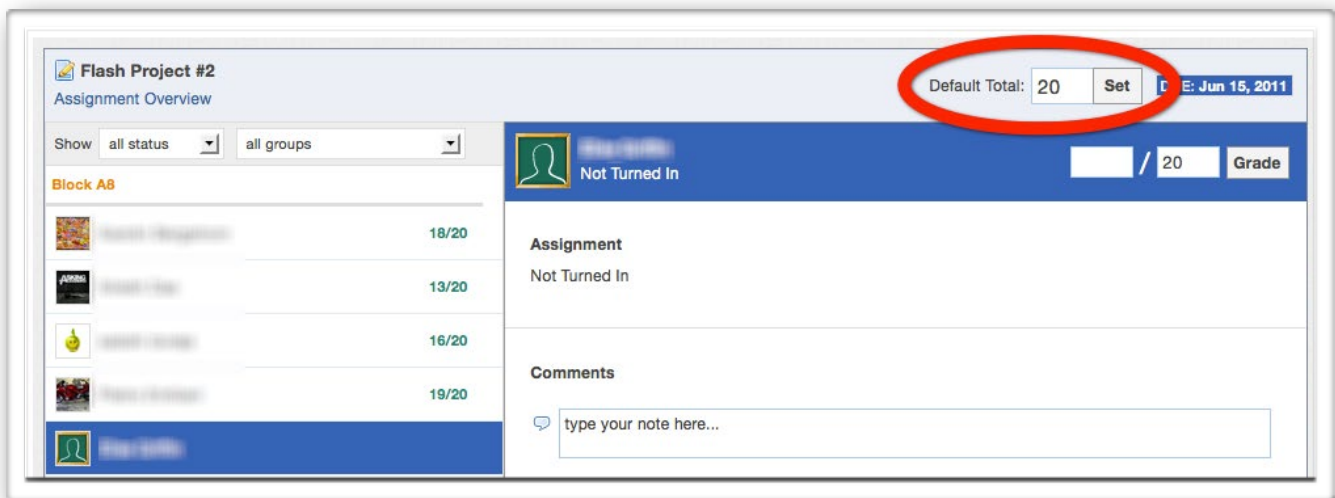 Flash Project #2
Assignment Overview
Default Total: 20 Set
DUE: Jun 15, 2011
Show all status all groups
Block A8
18/20
ASKING
13/20
16/20
19/20
Not Turned In
/ 20 Grade
Assignment
Not Turned In
Comments
type your note here...